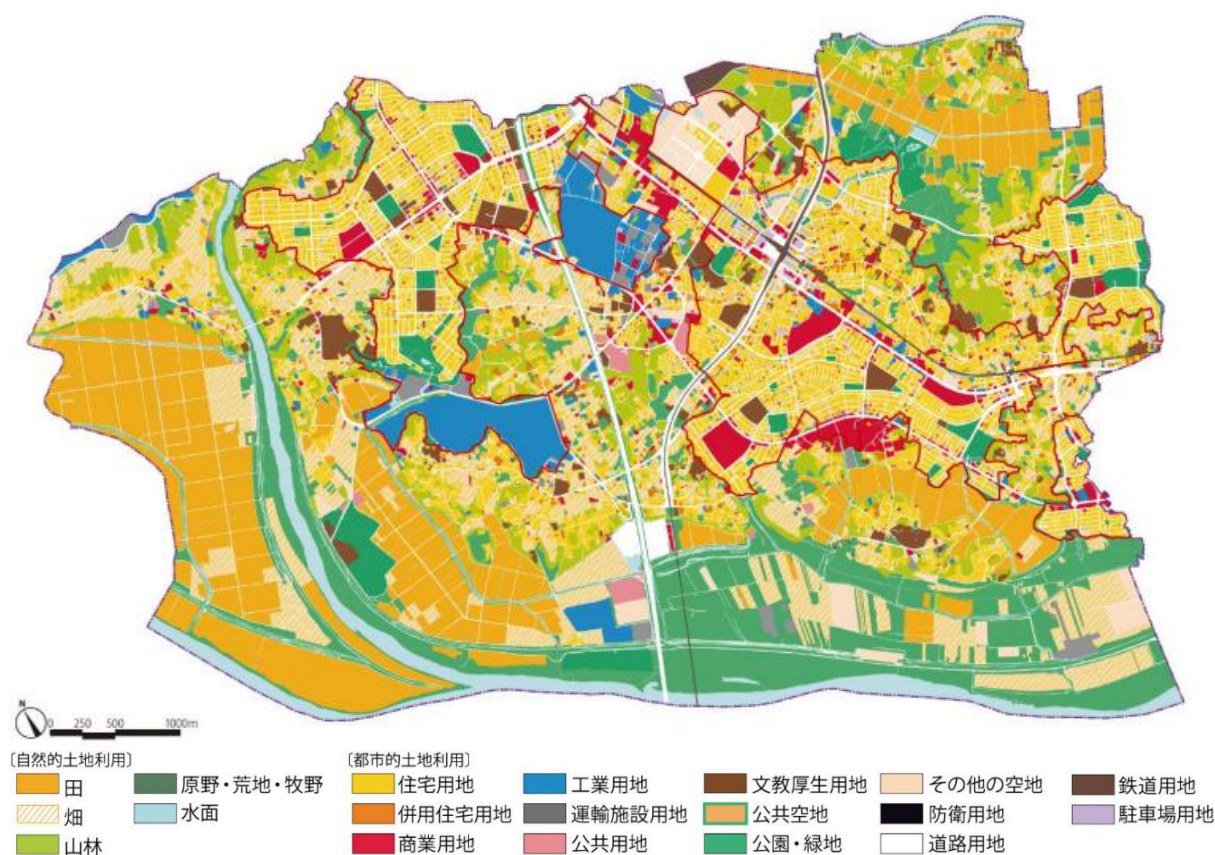 N
0 250 500 1000m
〔自然的土地利用〕 〔都市的土地利用〕
田 原野・荒地・牧野 住宅用地 工業用地 文教厚生用地 その他の空地 鉄道用地
畑 水面 併用住宅用地 運輸施設用地 公共空地 防衛用地 駐車場用地
山林 商業用地 公共用地 公園・緑地 道路用地